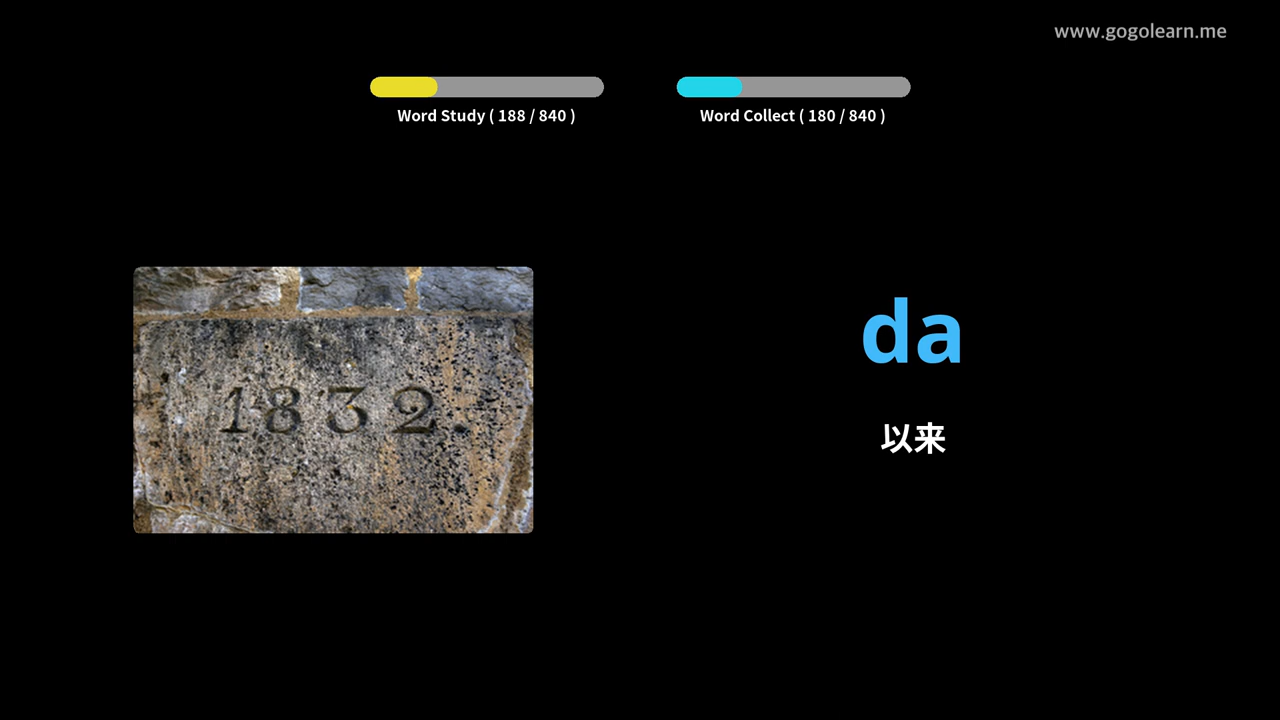 www.gogolearn.me
Word Study ( 188 / 840 )
Word Collect ( 180 / 840 )
1832.
da
以来